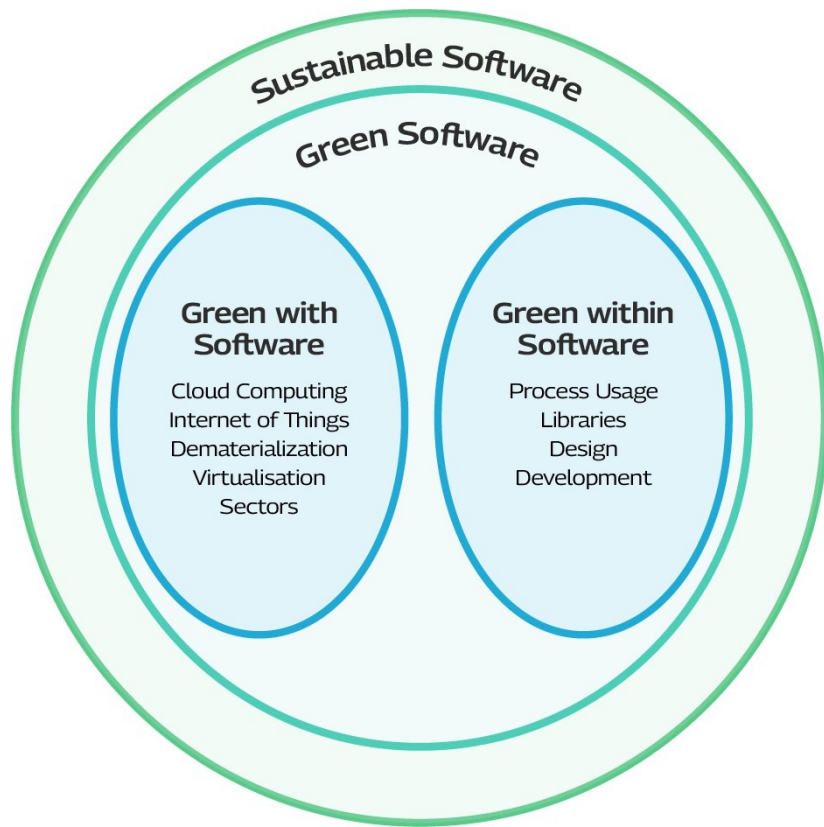 Sustainable Software
Green Software
Green with
Software
Cloud Computing
Internet of Things
Dematerialization
Virtualisation
Sectors
Green within
Software
Process Usage
Libraries
Design
Development